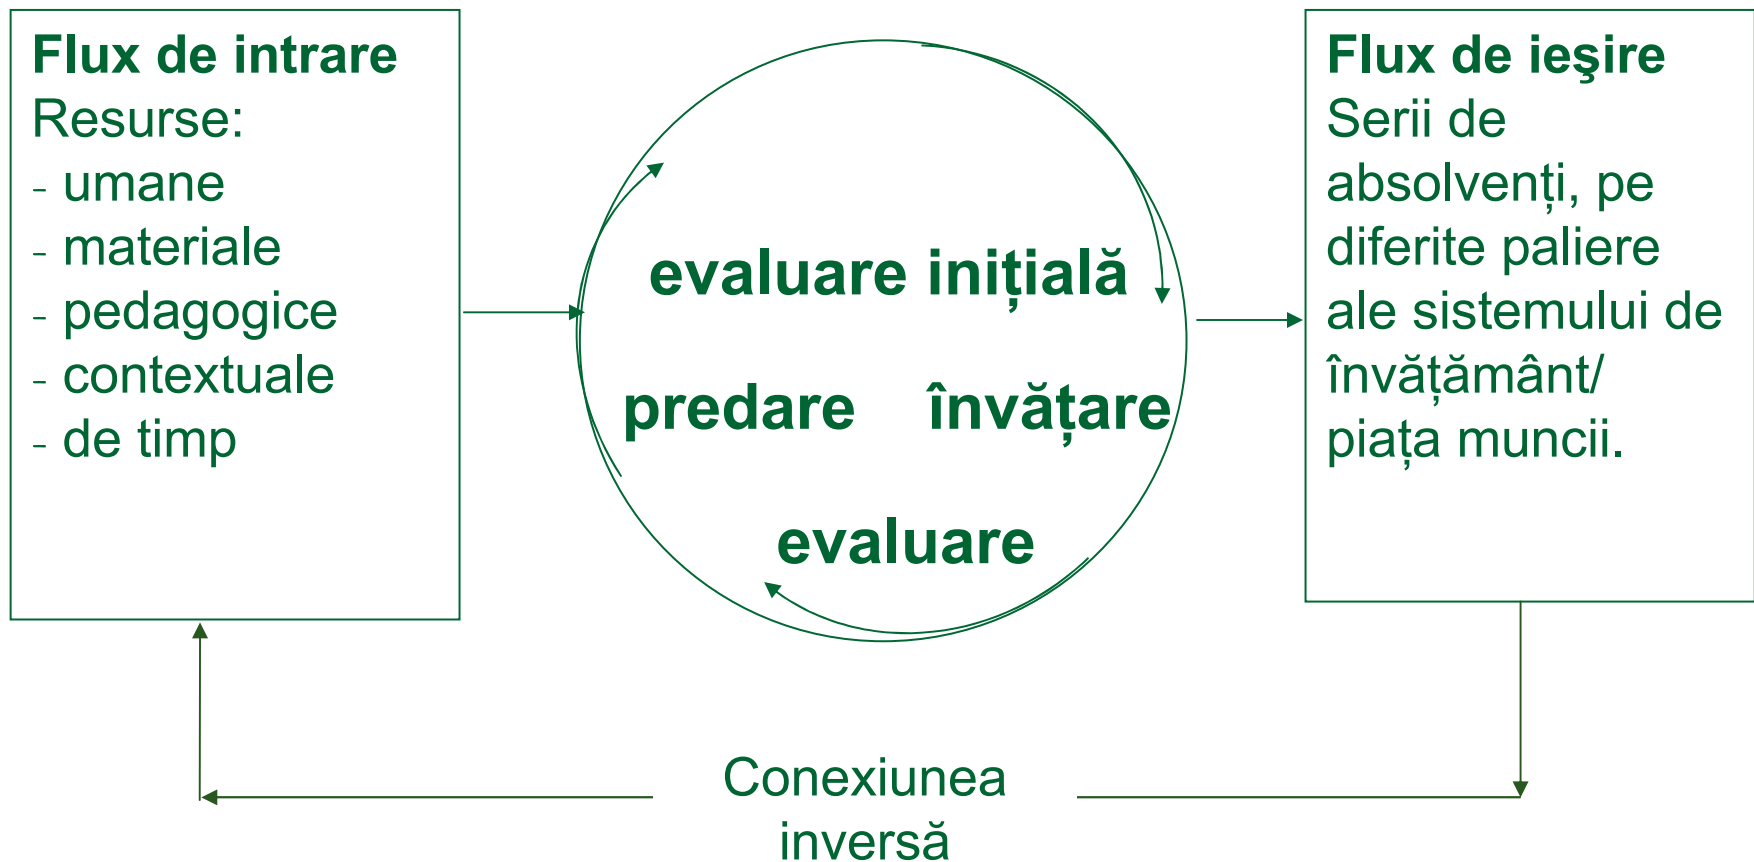 Flux de intrare
Resurse:
- umane
- materiale
- pedagogice
- contextuale
- de timp
evaluare inițială
predare învățare
evaluare
Flux de ieşire
Serii de
absolvenți, pe
diferite paliere
ale sistemului de
învățământ/
piața muncii.
Conexiunea
inversă